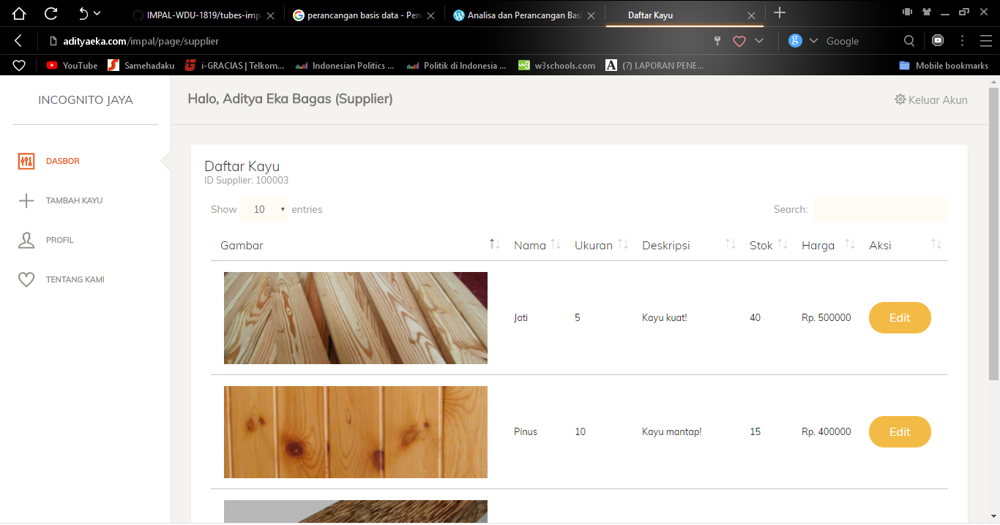 IMPAL-WDU-1819/tubes-imp
perancangan basis data - Pen
Analisa dan Perancangan Basi
Daftar Kayu
adityaeka.com/impal/page/supplier
g
Google
YouTube
Samehadaku
i-GRACIAS | Telkom...
Indonesian Politics ...
Politik di Indonesia ...
w3schools.com
A (7) LAPORAN PENE...
Mobile bookmarks
INCOGNITO JAYA
Halo, Aditya Eka Bagas (Supplier)
Keluar Akun
DASBOR
TAMBAH KAYU
PROFIL
TENTANG KAMI
Daftar Kayu
ID Supplier: 100003
Show 10 entries
Search:
Gambar Nama Ukuran Deskripsi Stok Harga Aksi
Jati 5 Kayu kuat! 40 Rp. 500000 Edit
Pinus 10 Kayu mantap! 15 Rp. 400000 Edit